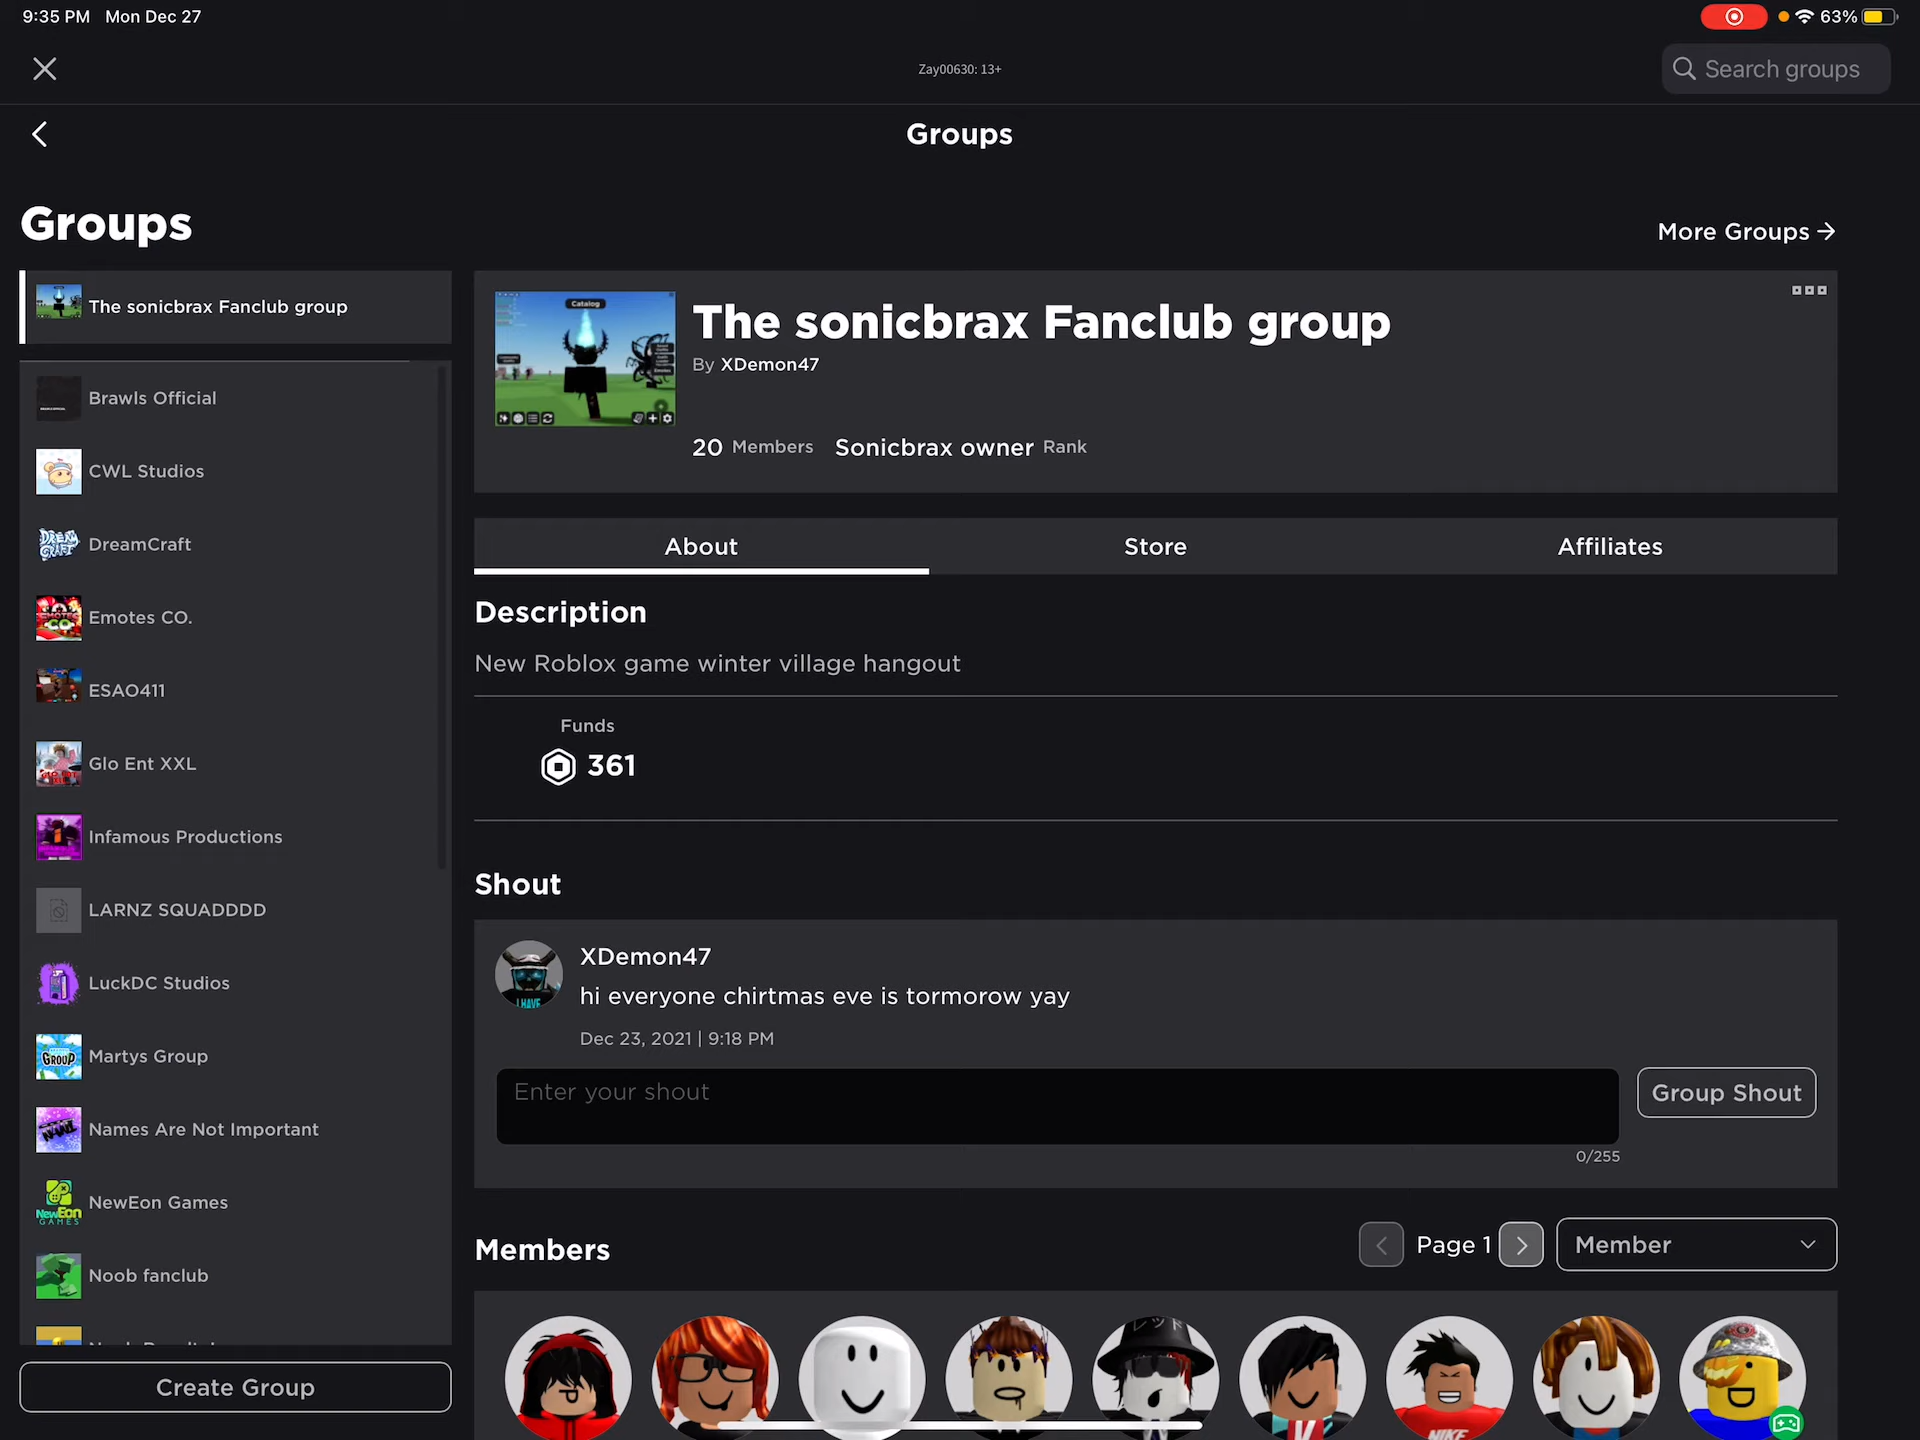 9:35 PM Mon Dec 27
63%
Zay00630: 13+
Search groups
Groups
Groups
More Groups
The sonicbrax Fanclub group
Brawls Official
CWL Studios
DreamCraft
Emotes CO.
ESAO411
Glo Ent XXL
Infamous Productions
LARNZ SQUADDDD
LuckDC Studios
Martys Group
Names Are Not Important
NewEon Games
Noob fanclub
Create Group
Catalog
The sonicbrax Fanclub group
By XDemon47
20 Members Sonicbrax owner Rank
About Store Affiliates
Description
New Roblox game winter village hangout
Funds
361
Shout
XDemon47
hi everyone chirtmas eve is tormorow yay
Dec 23, 2021 | 9:18 PM
Enter your shout
Group Shout
0/255
Members
Page 1
Member